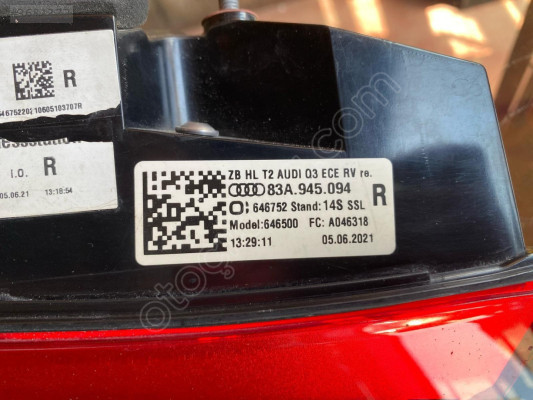 R
64675220110605183707R
I.O. R
05.06.21 13:18:54
ZB HL T2 AUDI Q3 ECE RV re.
83A.945.094
646752 Stand: 14S SSL
R
Model:646500 FC: A046318
13:29:11 05.06.2021